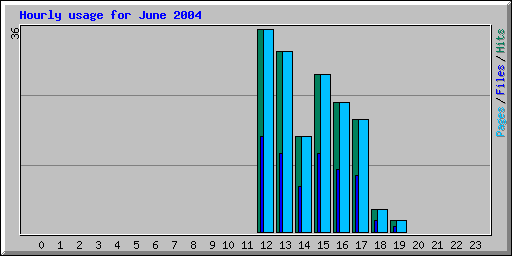 Hourly usage for June 2004
36
Pages/Files/Hits
0 1 2 3 4 5 6 7 8 9 10 11 12 13 14 15 16 17 18 19 20 21 22 23